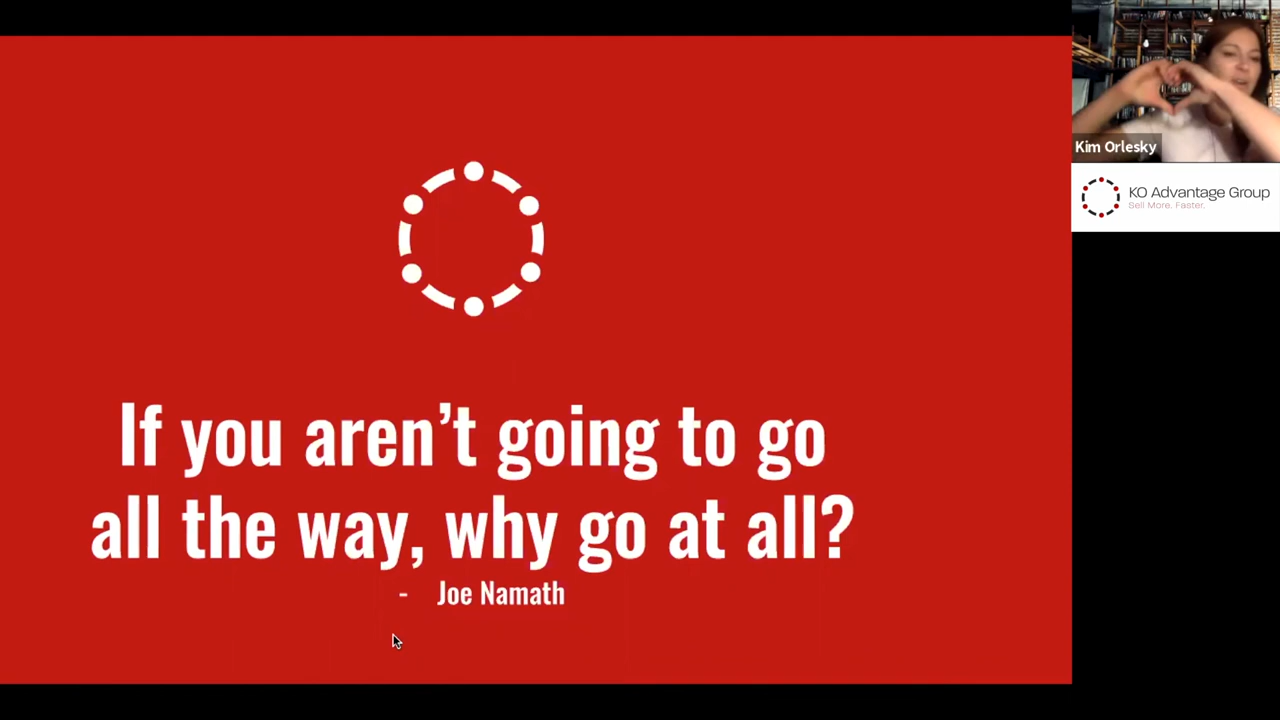 If you aren’t going to go
all the way, why go at all?
- Joe Namath
Kim Orlesky
KO Advantage Group
Sell More. Faster.